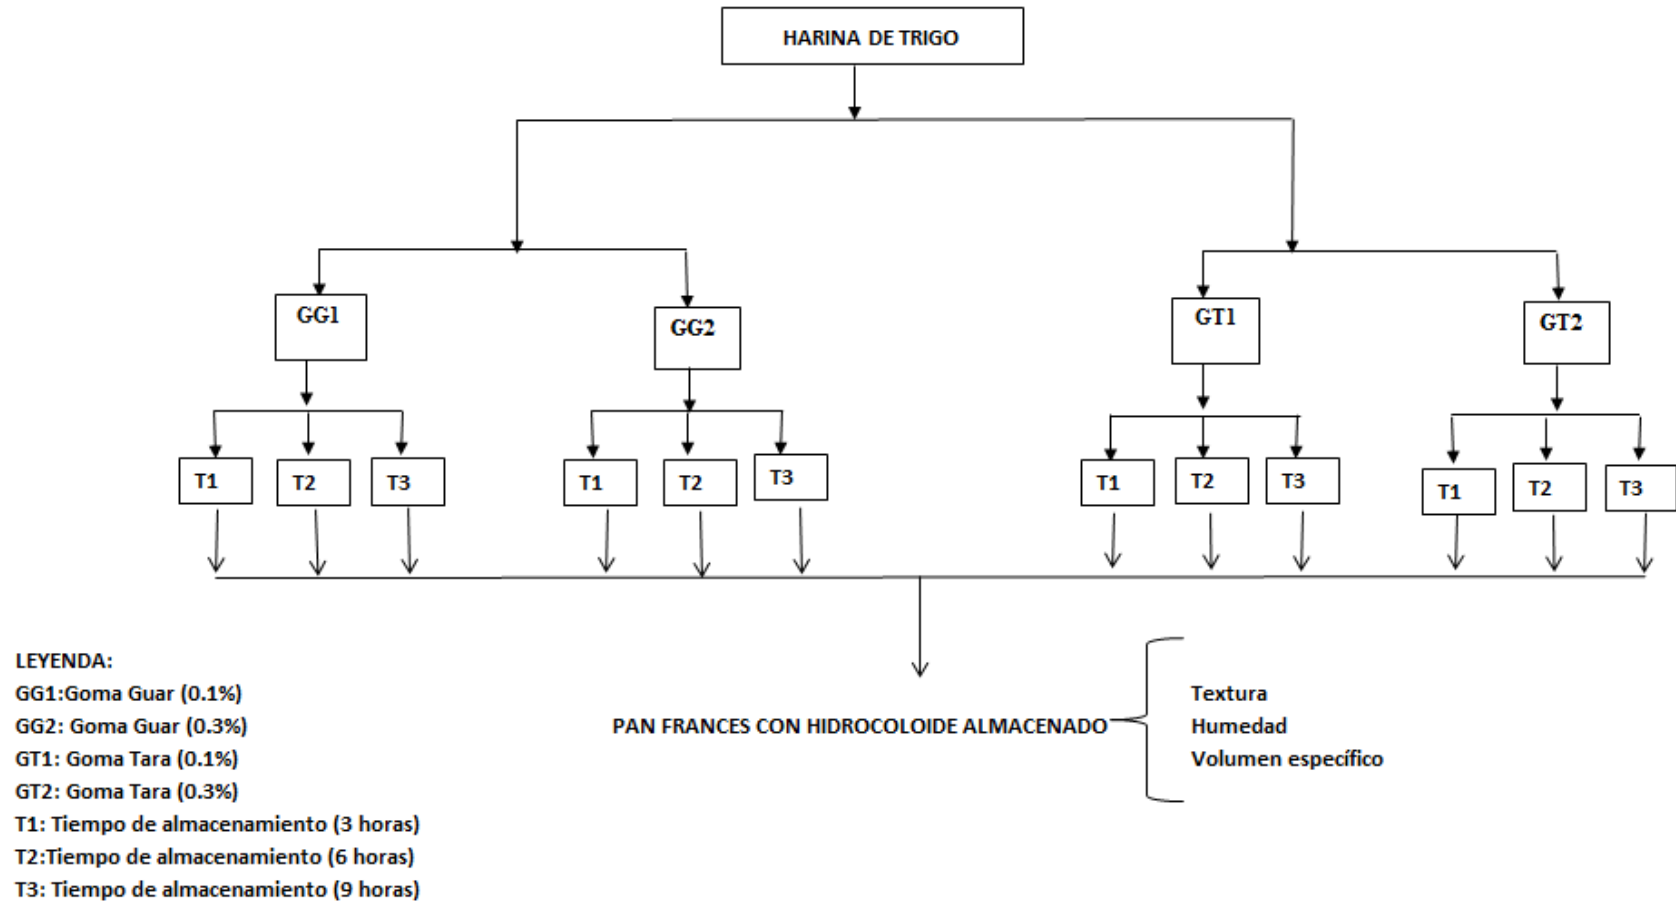 HARINA DE TRIGO
GG1
GG2
GT1
GT2
T1
T2
T3
T1
T2
T3
T1
T2
T3
T1
T2
T3
LEYENDA:
GG1:Goma Guar (0.1%)
GG2: Goma Guar (0.3%)
GT1: Goma Tara (0.1%)
GT2: Goma Tara (0.3%)
T1: Tiempo de almacenamiento (3 horas)
T2:Tiempo de almacenamiento (6 horas)
T3: Tiempo de almacenamiento (9 horas)
PAN FRANCES CON HIDROCOLOIDE ALMACENADO
Textura
Humedad
Volumen específico